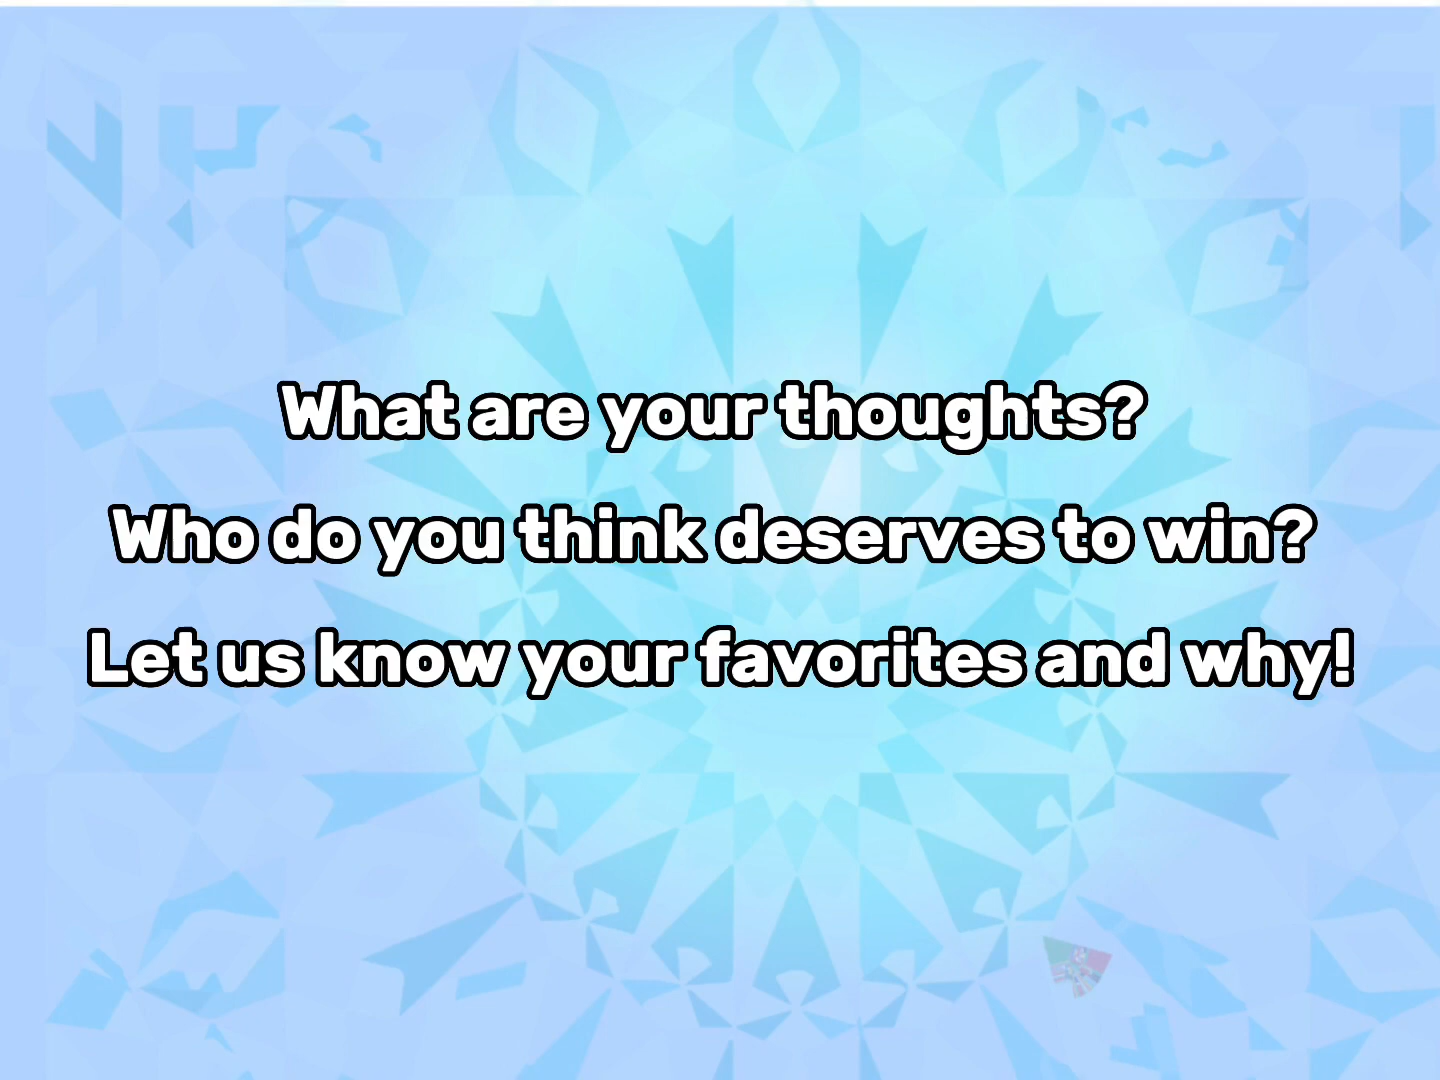 What are your thoughts?
Who do you think deserves to win?
Let us know your favorites and why!